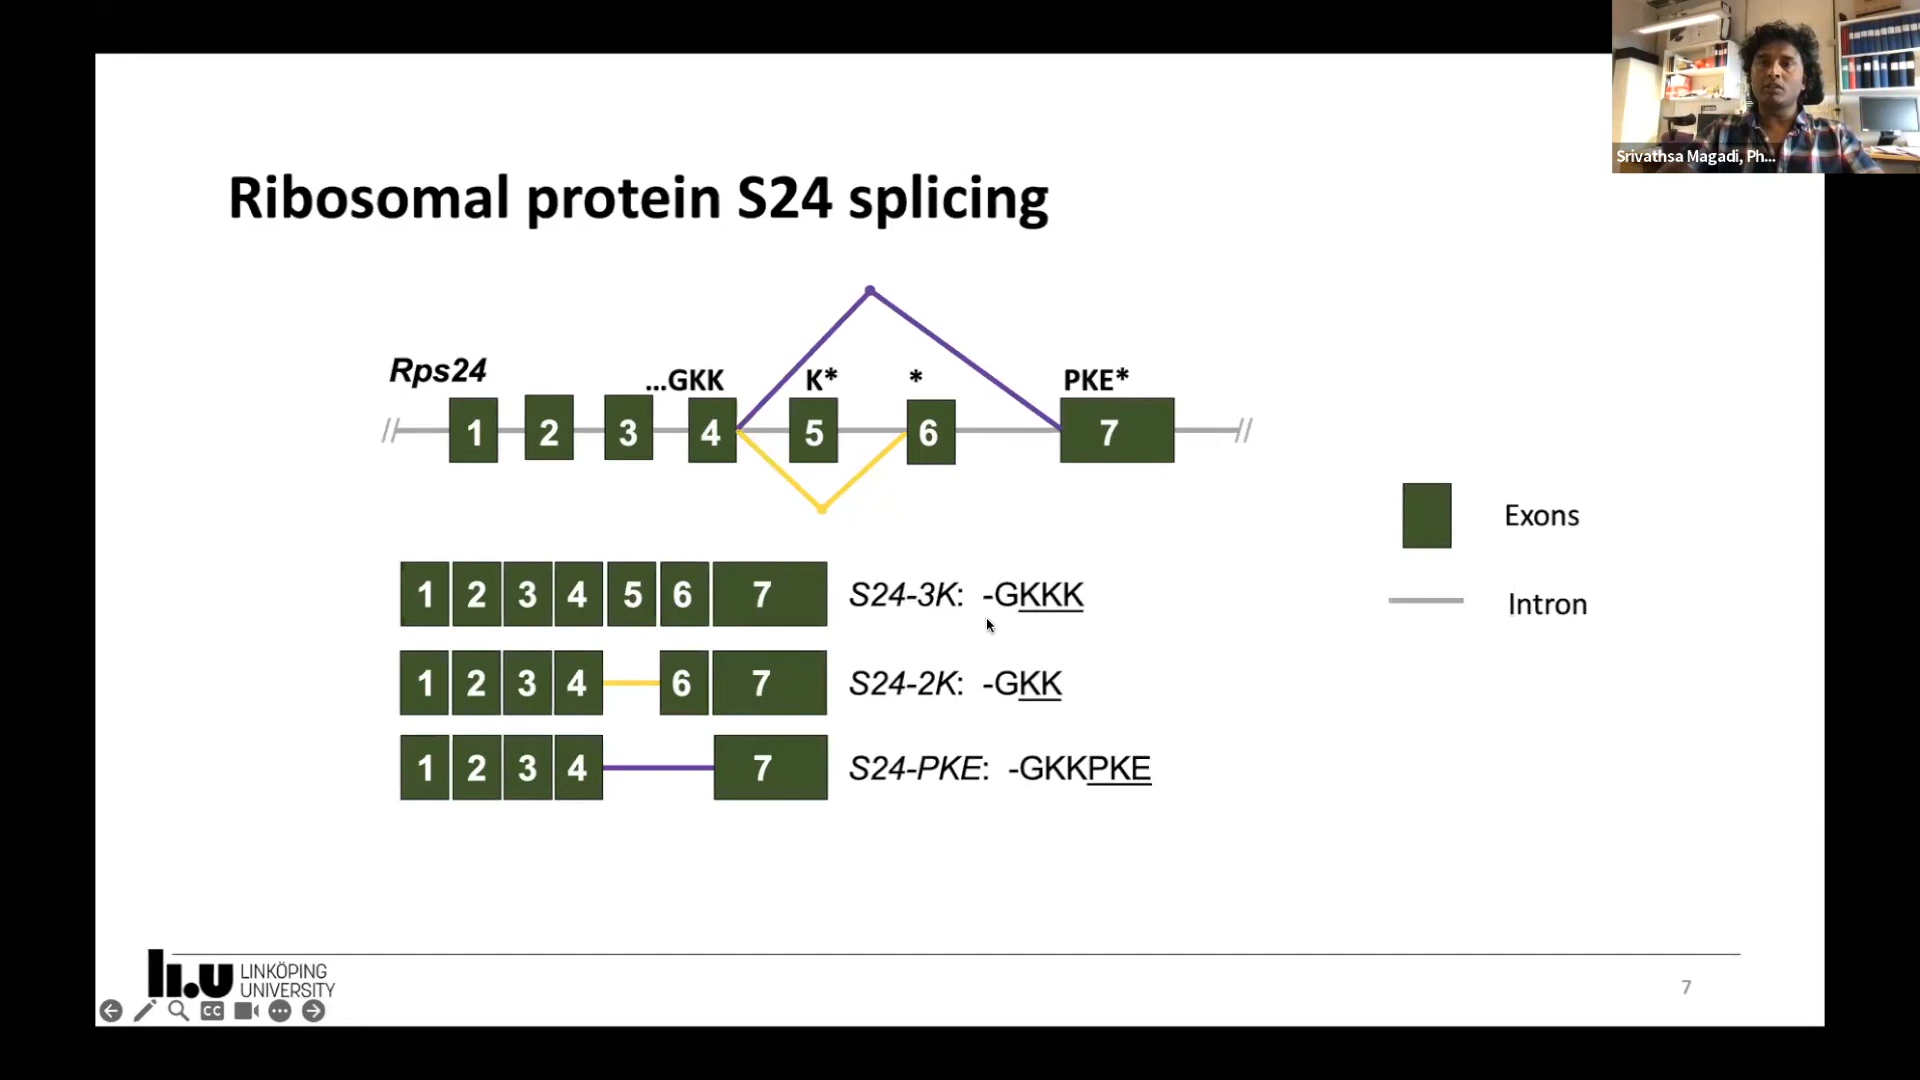 Srivathsa Magadi, Ph...
Ribosomal protein S24 splicing
Rps24
...GKK K* * PKE*
// 1 2 3 4 5 6 7 //
Exons
Intron
1 2 3 4 5 6 7 S24-3K: -GKKK
1 2 3 4 6 7 S24-2K: -GKK
1 2 3 4 7 S24-PKE: -GKKPKE
li.u LINKÖPING
UNIVERSITY
7
CC